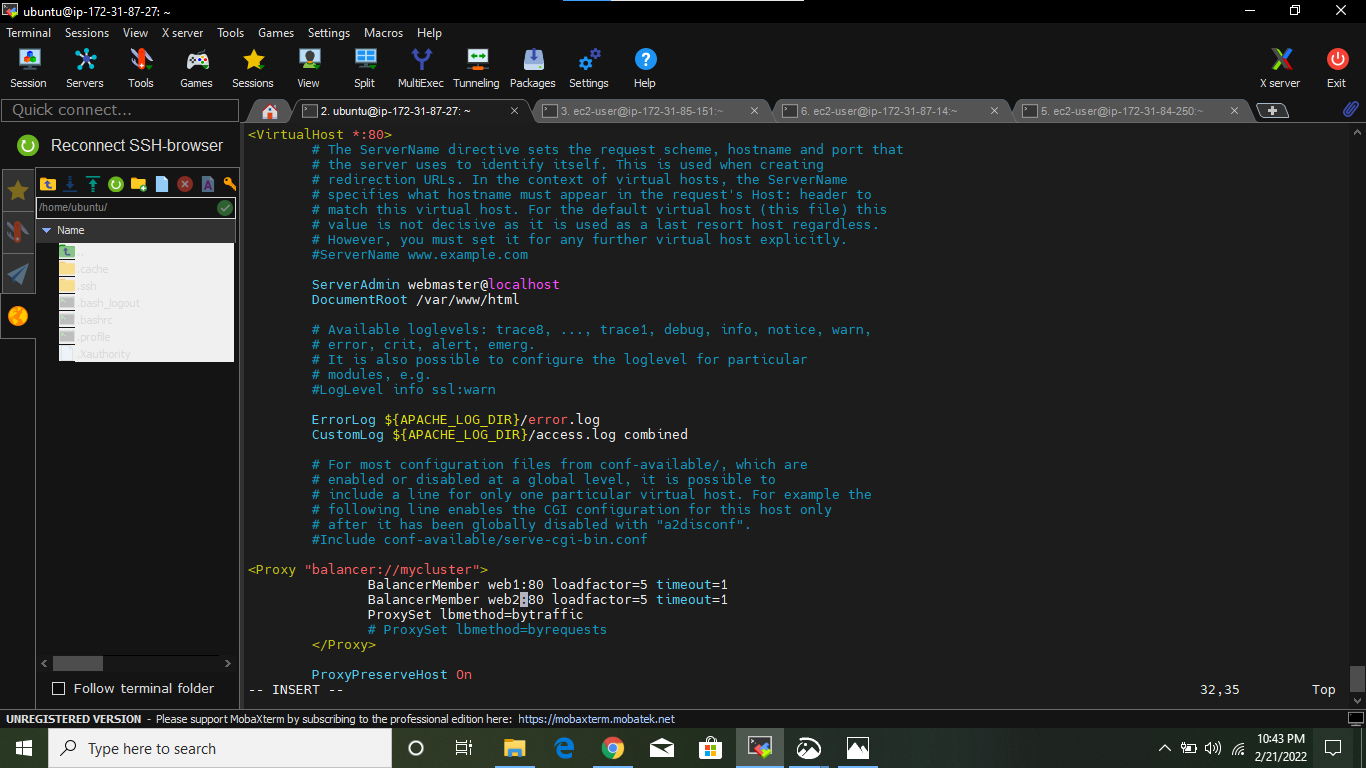 ubuntu@ip-172-31-87-27: ~
Terminal Sessions View X server Tools Games Settings Macros Help
Session Servers Tools Games Sessions View Split MultiExec Tunneling Packages Settings Help X server Exit
Quick connect...
2. ubuntu@ip-172-31-87-27: ~ 3. ec2-user@ip-172-31-85-151:~ 6. ec2-user@ip-172-31-87-14:~ 5. ec2-user@ip-172-31-84-250:~
Reconnect SSH-browser
/home/ubuntu/
Name
..
.cache
.ssh
.bash_logout
.bashrc
.profile
.Xauthority
Follow terminal folder
<VirtualHost *:80>
# The ServerName directive sets the request scheme, hostname and port that
# the server uses to identify itself. This is used when creating
# redirection URLs. In the context of virtual hosts, the ServerName
# specifies what hostname must appear in the request's Host: header to
# match this virtual host. For the default virtual host (this file) this
# value is not decisive as it is used as a last resort host regardless.
# However, you must set it for any further virtual host explicitly.
#ServerName www.example.com
ServerAdmin webmaster@localhost
DocumentRoot /var/www/html
# Available loglevels: trace8, ..., trace1, debug, info, notice, warn,
# error, crit, alert, emerg.
# It is also possible to configure the loglevel for particular
# modules, e.g.
#LogLevel info ssl:warn
ErrorLog ${APACHE_LOG_DIR}/error.log
CustomLog ${APACHE_LOG_DIR}/access.log combined
# For most configuration files from conf-available/, which are
# enabled or disabled at a global level, it is possible to
# include a line for only one particular virtual host. For example the
# following line enables the CGI configuration for this host only
# after it has been globally disabled with "a2disconf".
#Include conf-available/serve-cgi-bin.conf
<Proxy "balancer://mycluster">
BalancerMember web1:80 loadfactor=5 timeout=1
BalancerMember web2:80 loadfactor=5 timeout=1
ProxySet lbmethod=bytraffic
# ProxySet lbmethod=byrequests
</Proxy>
ProxyPreserveHost On
-- INSERT -- 32,35 Top
UNREGISTERED VERSION - Please support MobaXterm by subscribing to the professional edition here: https://mobaxterm.mobatek.net
Type here to search
10:43 PM
2/21/2022